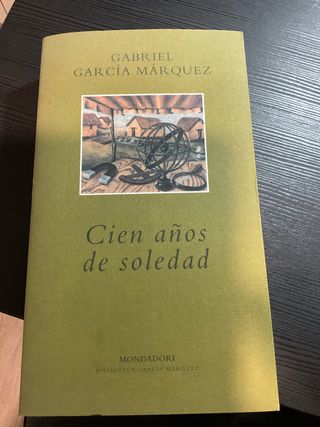 GABRIEL
GARCÍA MÁRQUEZ
Cien años
de soledad
MONDADORI
BIBLIOTECA GARCÍA MÁRQUEZ